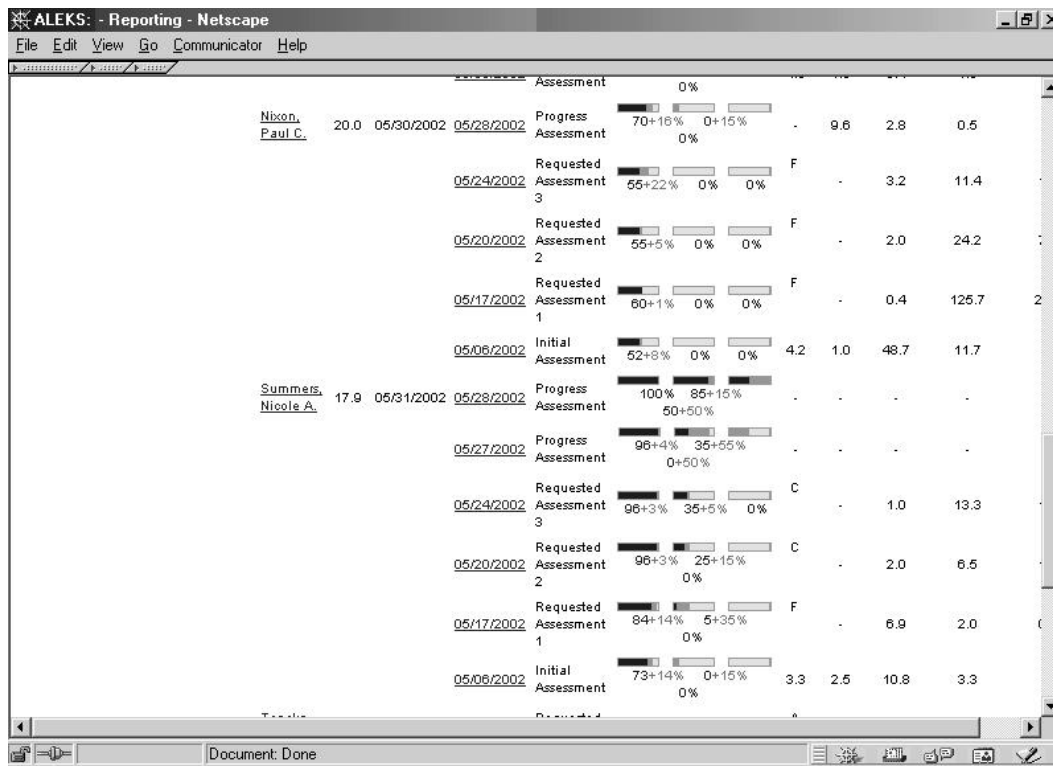 ALEKS: - Reporting - Netscape
File Edit View Go Communicator Help
Assessment
0%
Nixon, Paul C. 20.0 05/30/2002 05/28/2002 Progress Assessment 70+16% 0+15% 0% - 9.6 2.8 0.5
05/24/2002 Requested Assessment 3 55+22% 0% 0% F - 3.2 11.4
05/20/2002 Requested Assessment 2 55+5% 0% 0% F - 2.0 24.2
05/17/2002 Requested Assessment 1 60+1% 0% 0% F - 0.4 125.7 2
05/06/2002 Initial Assessment 52+8% 0% 0% 4.2 1.0 48.7 11.7
Summers, Nicole A. 17.9 05/31/2002 05/28/2002 Progress Assessment 100% 85+15% 50+50% - - - -
05/27/2002 Progress Assessment 96+4% 35+55% 0+50% - - - -
05/24/2002 Requested Assessment 3 96+3% 35+5% 0% C - 1.0 13.3
05/20/2002 Requested Assessment 2 96+3% 25+15% 0% C - 2.0 6.5
05/17/2002 Requested Assessment 1 84+14% 5+35% 0% F - 6.9 2.0
05/06/2002 Initial Assessment 73+14% 0+15% 0% 3.3 2.5 10.8 3.3
Document: Done